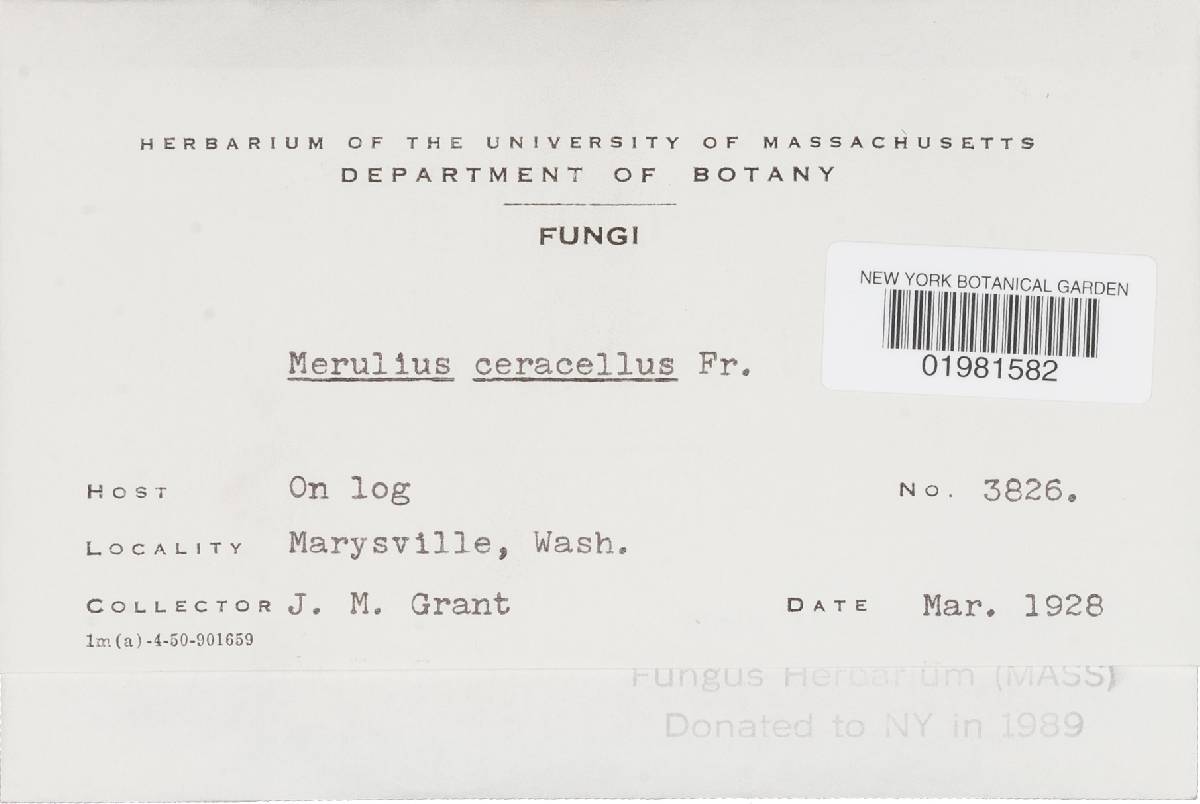 HERBARIUM OF THE UNIVERSITY OF MASSACHUSETTS
DEPARTMENT OF BOTANY
FUNGI
NEW YORK BOTANICAL GARDEN
01981582
Merulius ceracellus Fr.
HOST On log No. 3826.
LOCALITY Marysville, Wash.
COLLECTOR J. M. Grant DATE Mar. 1928
1m(a)-4-50-901659
Fungus Herbarium (MASS)
Donated to NY in 1989